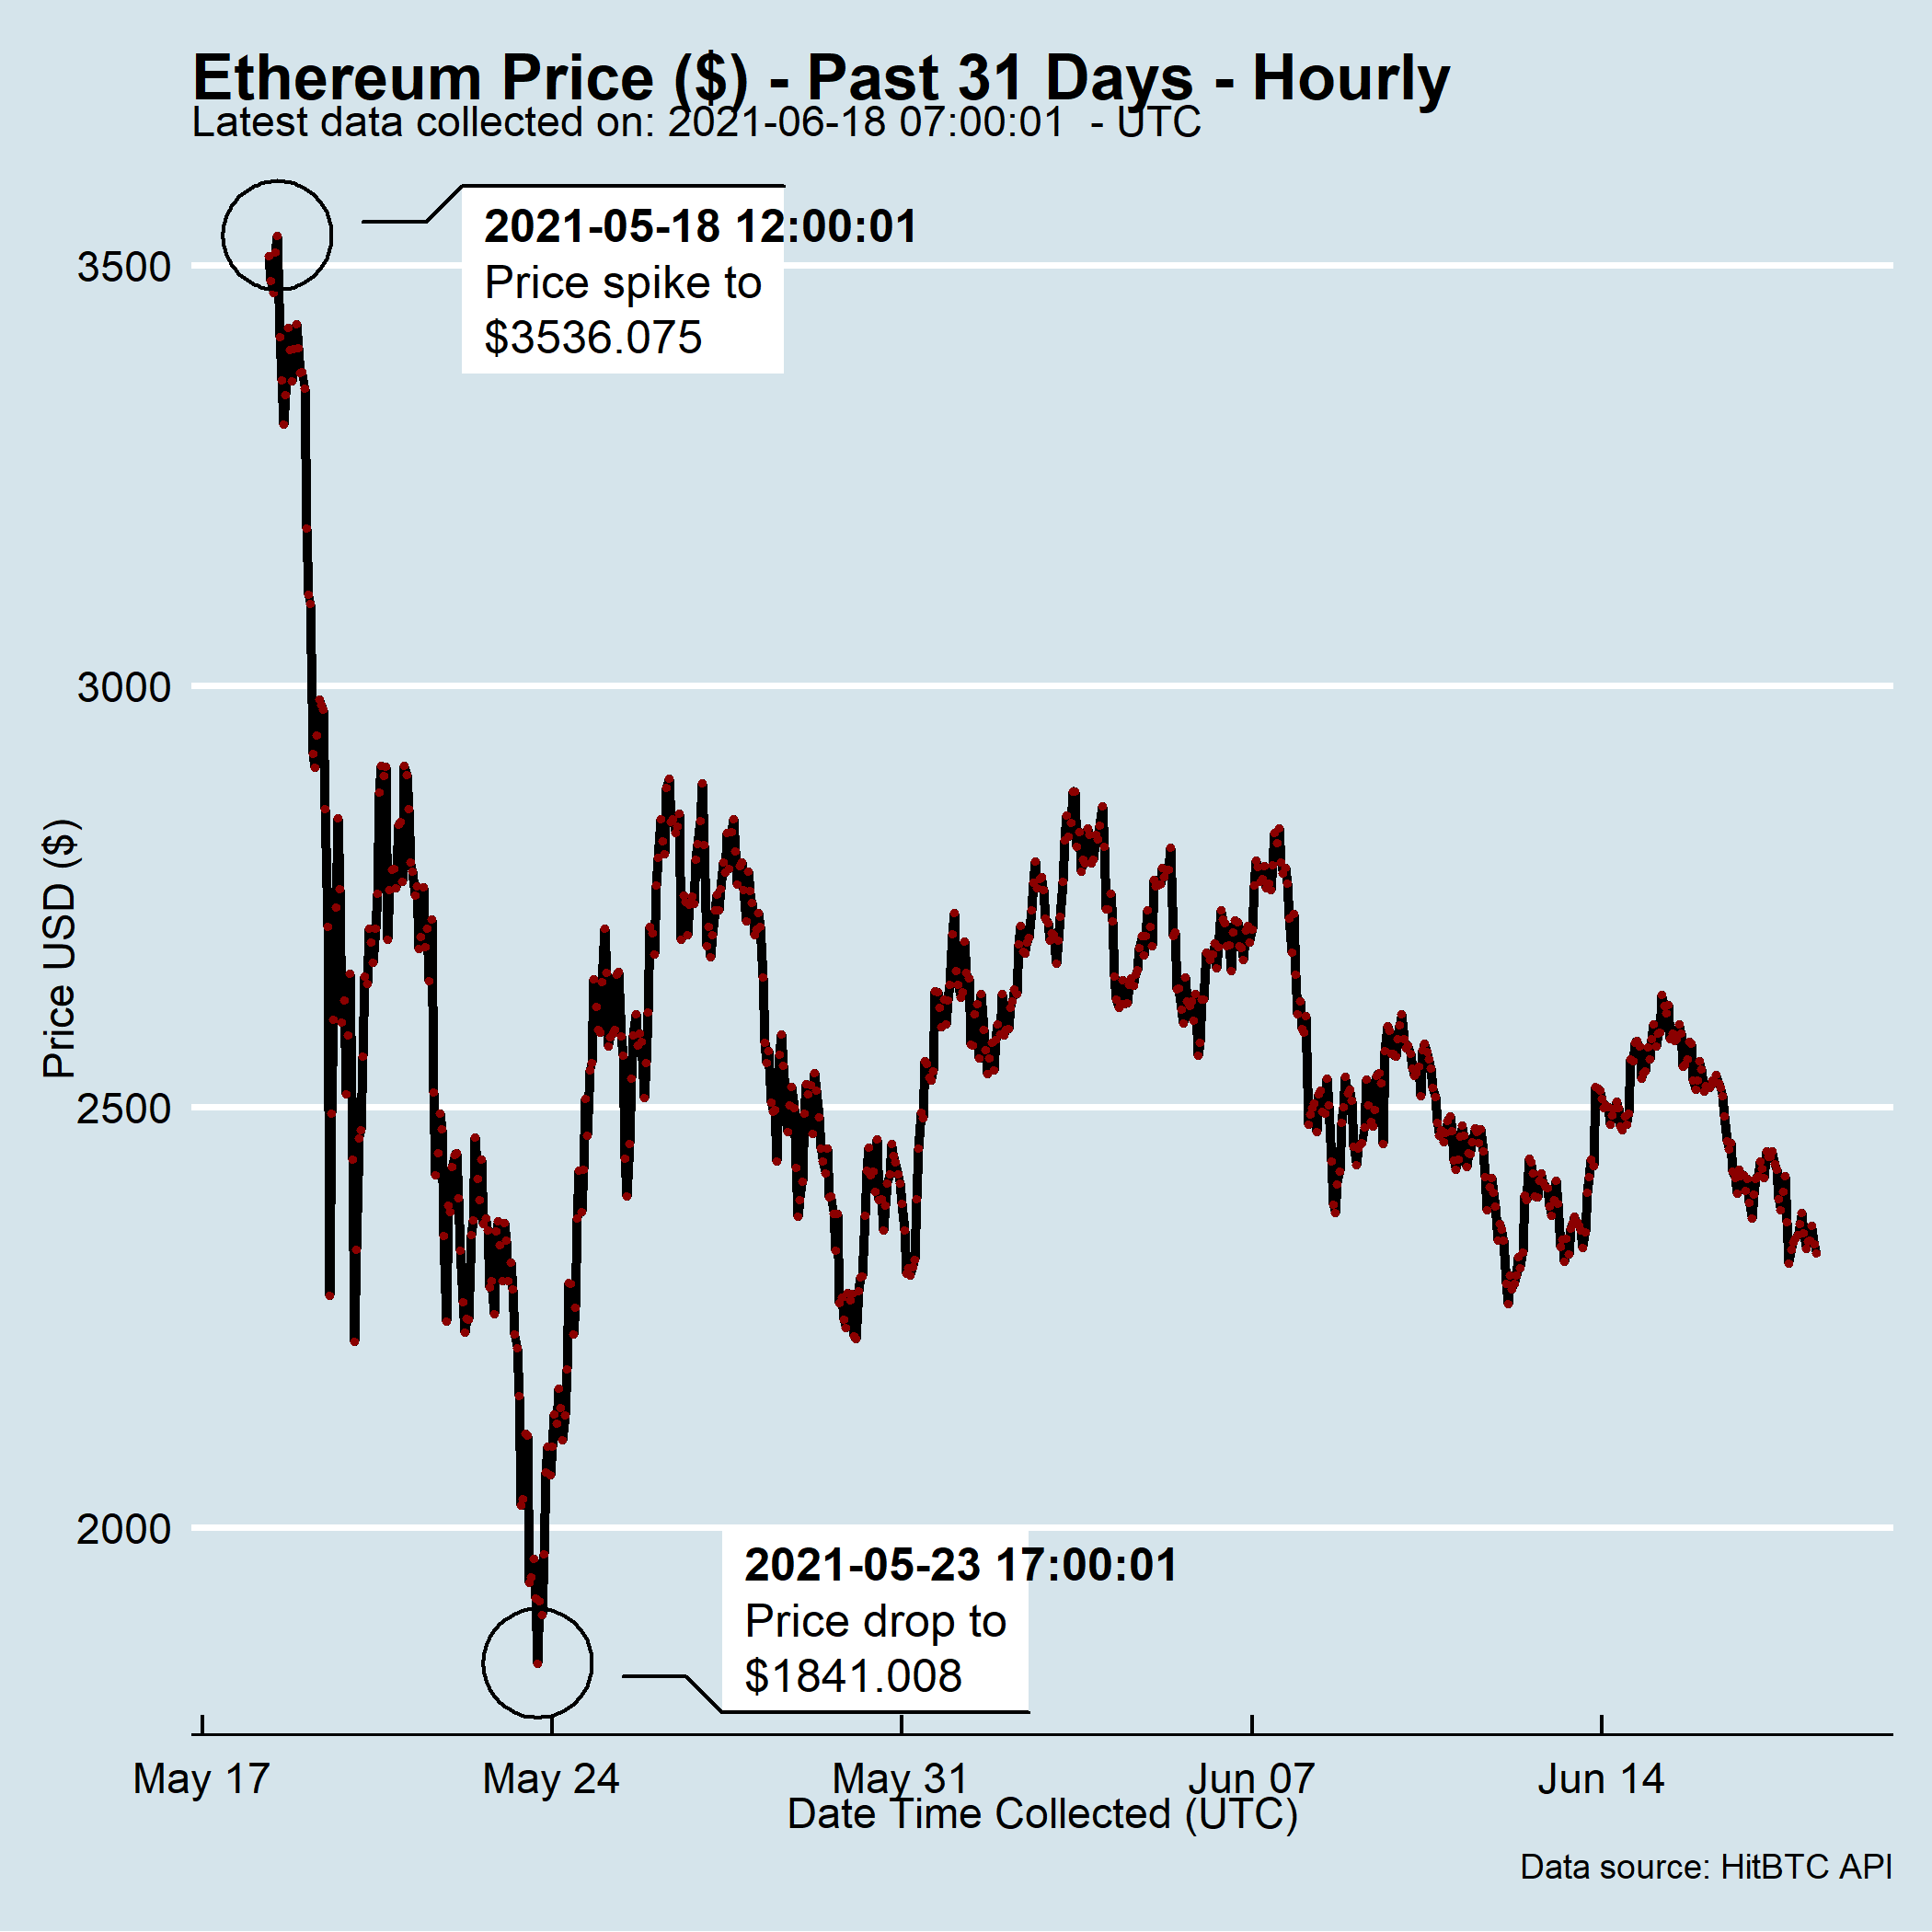 Ethereum Price ($) - Past 31 Days - Hourly
Latest data collected on: 2021-06-18 07:00:01  - UTC
2021-05-18 12:00:01
Price spike to
$3536.075
3500
3000
2500
2000
Price USD ($)
2021-05-23 17:00:01
Price drop to
$1841.008
May 17
May 24
May 31
Jun 07
Jun 14
Date Time Collected (UTC)
Data source: HitBTC API